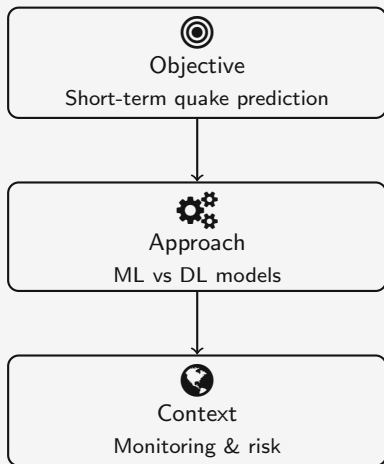 Objective
Short-term quake prediction
Approach
ML vs DL models
Context
Monitoring & risk